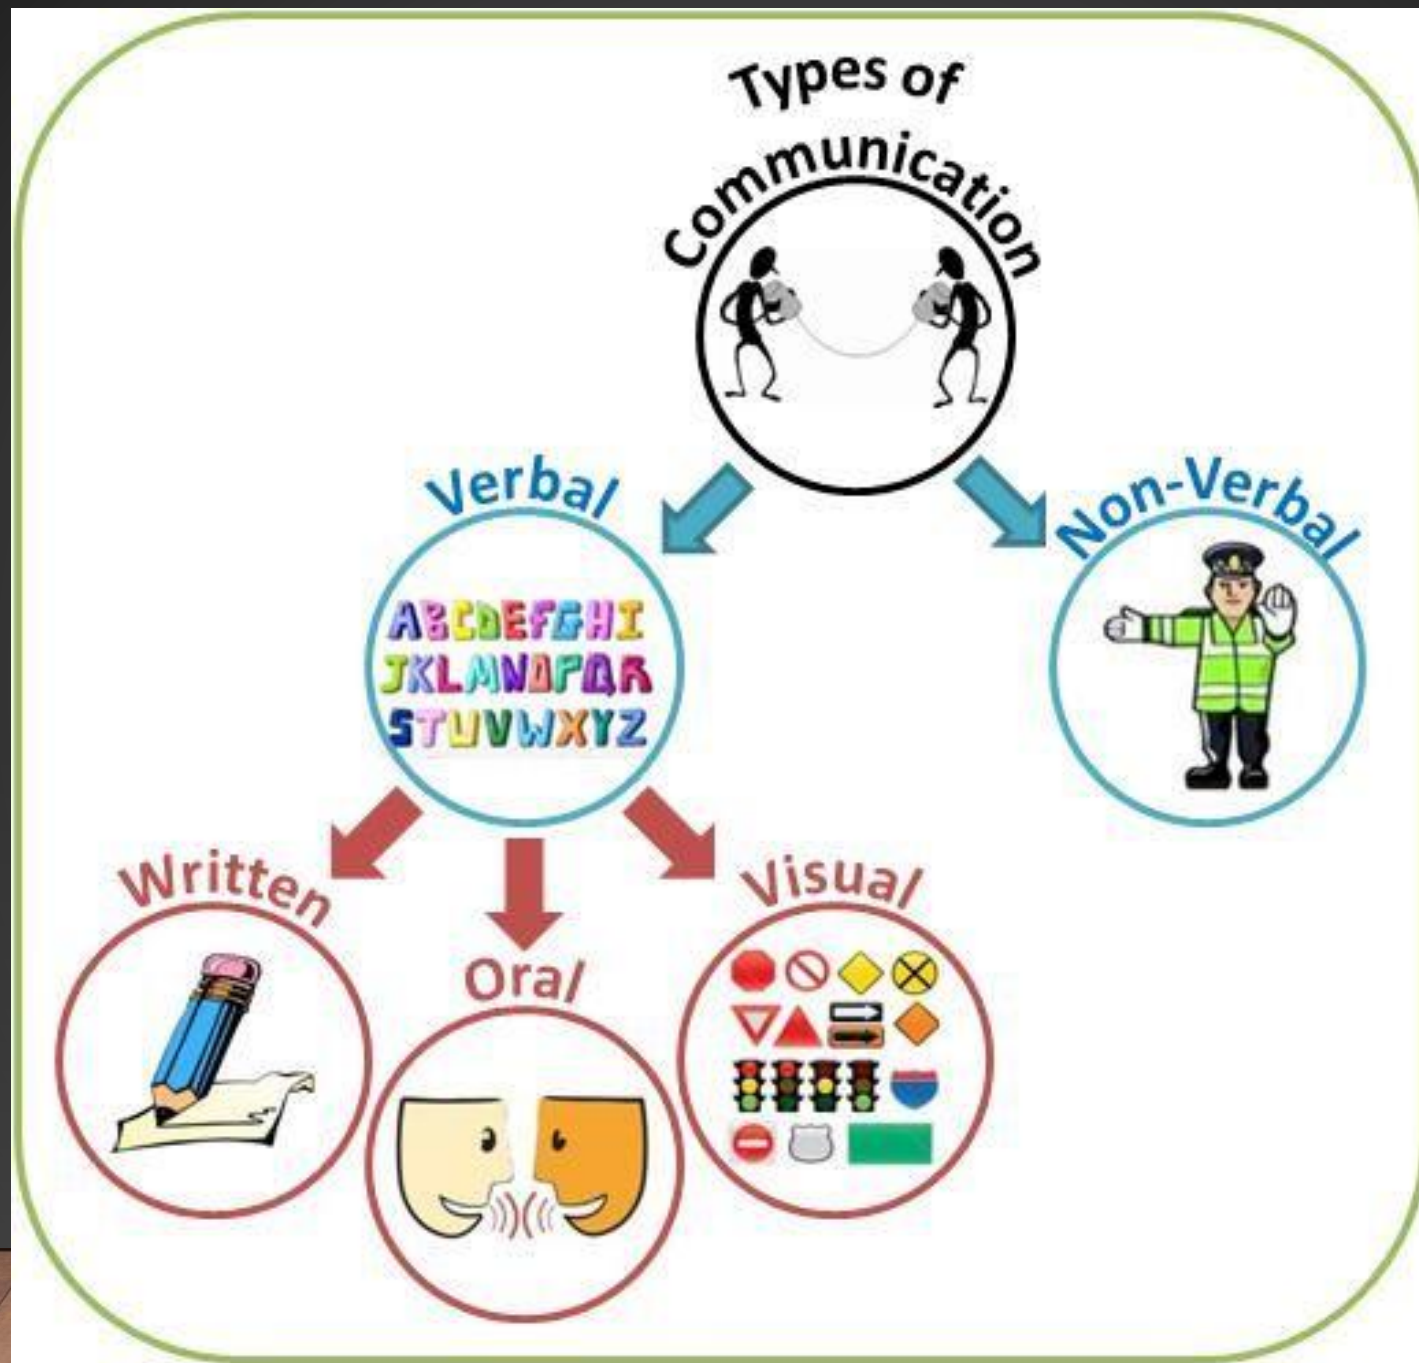 Types of
Communication
Verbal
Non-Verbal
ABCDEFGHI
JKLMNOPQR
STUVWXYZ
Written
Visual
Oral